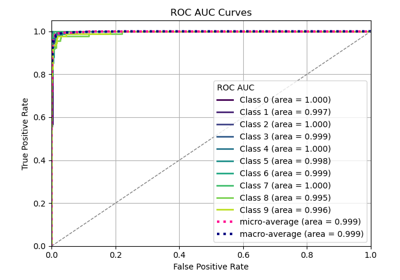 ROC AUC Curves
1.0
0.8
0.6
0.4
0.2
0.0
True Positive Rate
ROC AUC
Class 0 (area = 1.000)
Class 1 (area = 0.997)
Class 2 (area = 1.000)
Class 3 (area = 0.999)
Class 4 (area = 1.000)
Class 5 (area = 0.998)
Class 6 (area = 0.999)
Class 7 (area = 1.000)
Class 8 (area = 0.995)
Class 9 (area = 0.996)
micro-average (area = 0.999)
macro-average (area = 0.999)
0.0 0.2 0.4 0.6 0.8 1.0
False Positive Rate